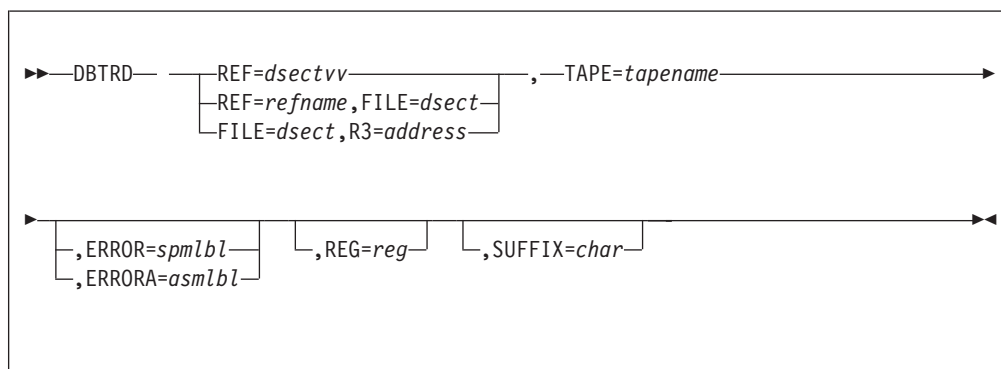 DBTRD REF=dsectvv , TAPE=tapename
REF=refname,FILE=dsect
FILE=dsect,R3=address
,ERROR=spmlbl ,REG=reg ,SUFFIX=char
,ERRORA=asmlbl